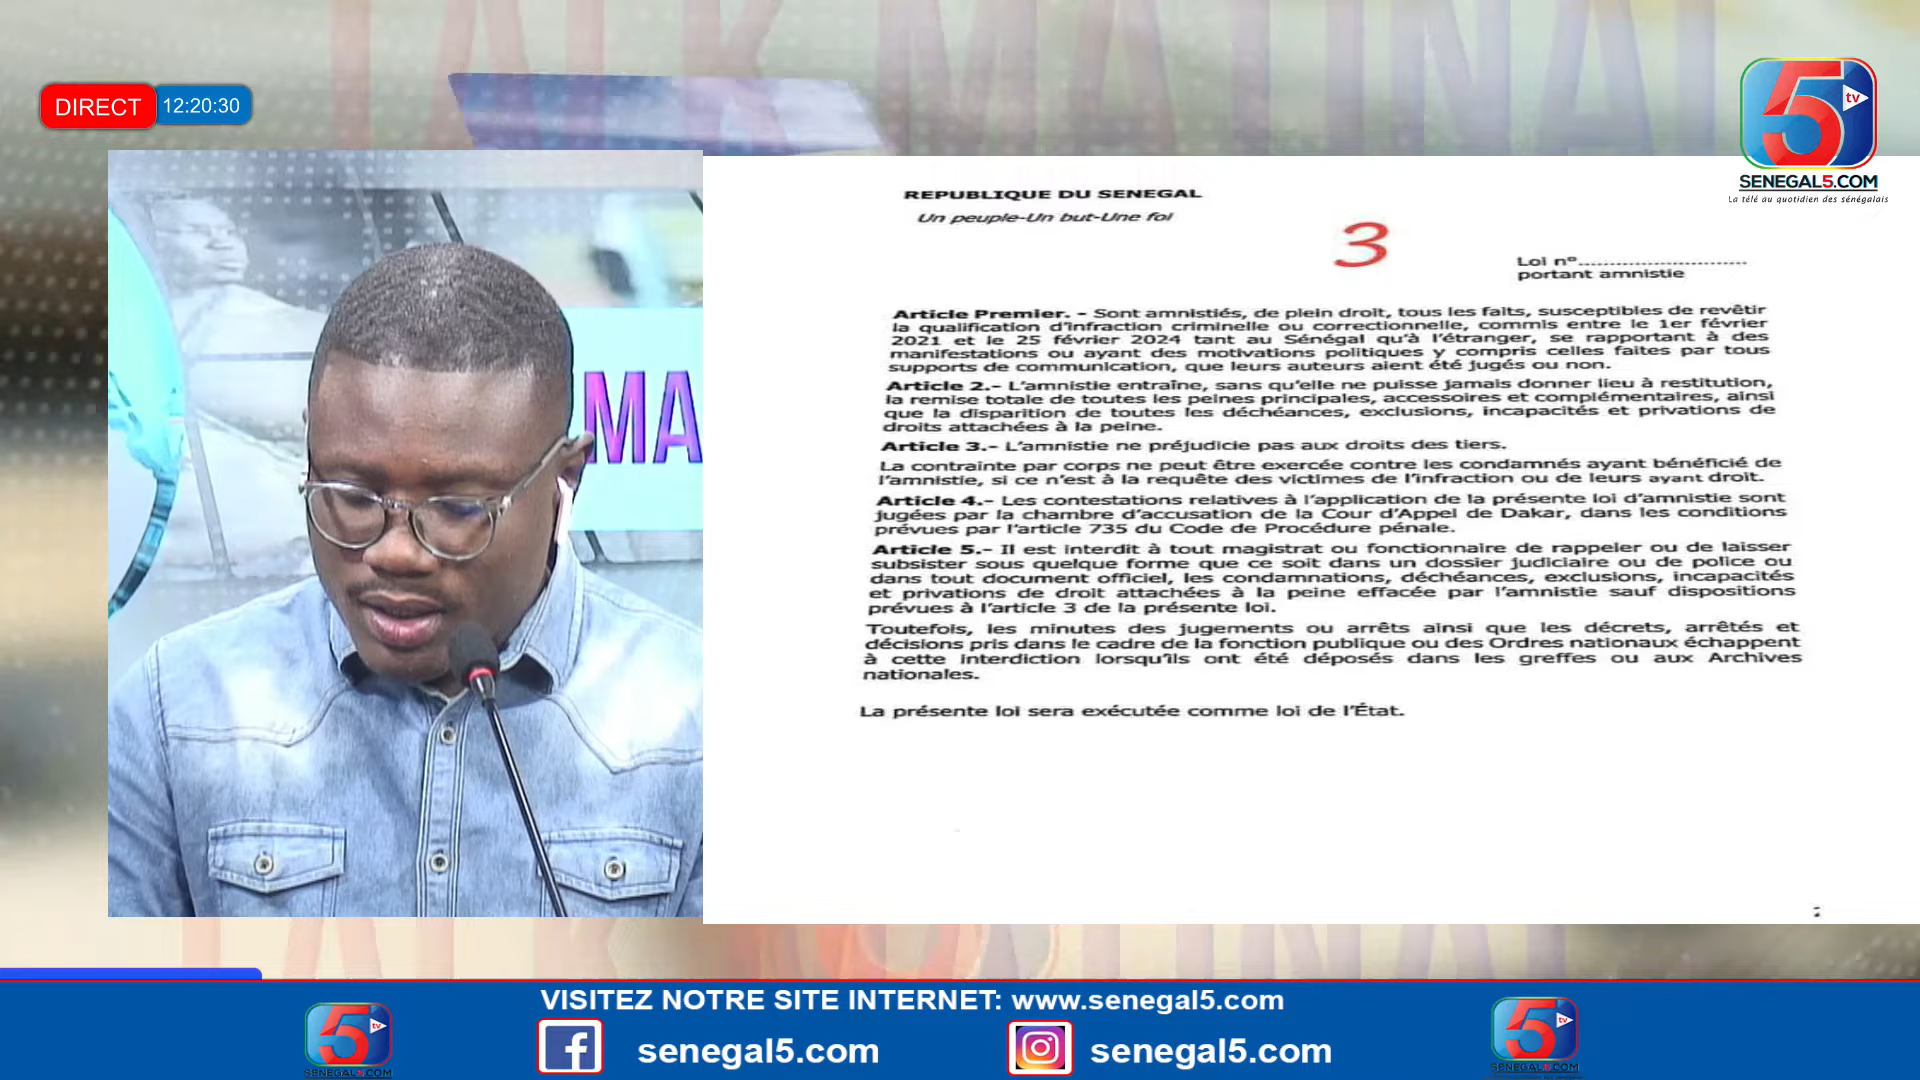 TALK MATINAL
DIRECT
12:20:30
5
tv
SENEGAL5.COM
La télé au quotidien des sénégalais
MA
REPUBLIQUE DU SENEGAL
Un peuple-Un but-Une foi
3
Loi n°..........................
portant amnistie
Article Premier. - Sont amnistiés, de plein droit, tous les faits, susceptibles de revêtir
la qualification d'infraction criminelle ou correctionnelle, commis entre le 1er février
2021 et le 25 février 2024 tant au Sénégal qu'à l'étranger, se rapportant à des
manifestations ou ayant des motivations politiques y compris celles faites par tous
supports de communication, que leurs auteurs aient été jugés ou non.
Article 2.- L'amnistie entraîne, sans qu'elle ne puisse jamais donner lieu à restitution,
la remise totale de toutes les peines principales, accessoires et complémentaires, ainsi
que la disparition de toutes les déchéances, exclusions, incapacités et privations de
droits attachées à la peine.
Article 3.- L'amnistie ne préjudicie pas aux droits des tiers.
La contrainte par corps ne peut être exercée contre les condamnés ayant bénéficié de
l'amnistie, si ce n'est à la requête des victimes de l'infraction ou de leurs ayant droit.
Article 4.- Les contestations relatives à l'application de la présente loi d'amnistie sont
jugées par la chambre d'accusation de la Cour d'Appel de Dakar, dans les conditions
prévues par l'article 735 du Code de Procédure pénale.
Article 5.- Il est interdit à tout magistrat ou fonctionnaire de rappeler ou de laisser
subsister sous quelque forme que ce soit dans un dossier judiciaire ou de police ou
dans tout document officiel, les condamnations, déchéances, exclusions, incapacités
et privations de droit attachées à la peine effacée par l'amnistie sauf dispositions
prévues à l'article 3 de la présente loi.
Toutefois, les minutes des jugements ou arrêts ainsi que les décrets, arrêtés et
décisions pris dans le cadre de la fonction publique ou des Ordres nationaux échappent
à cette interdiction lorsqu'ils ont été déposés dans les greffes ou aux Archives
nationales.
La présente loi sera exécutée comme loi de l'État.
VISITEZ NOTRE SITE INTERNET: www.senegal5.com
5
tv
SENEGAL5.COM
f
senegal5.com
senegal5.com
5
tv
SENEGAL5.COM